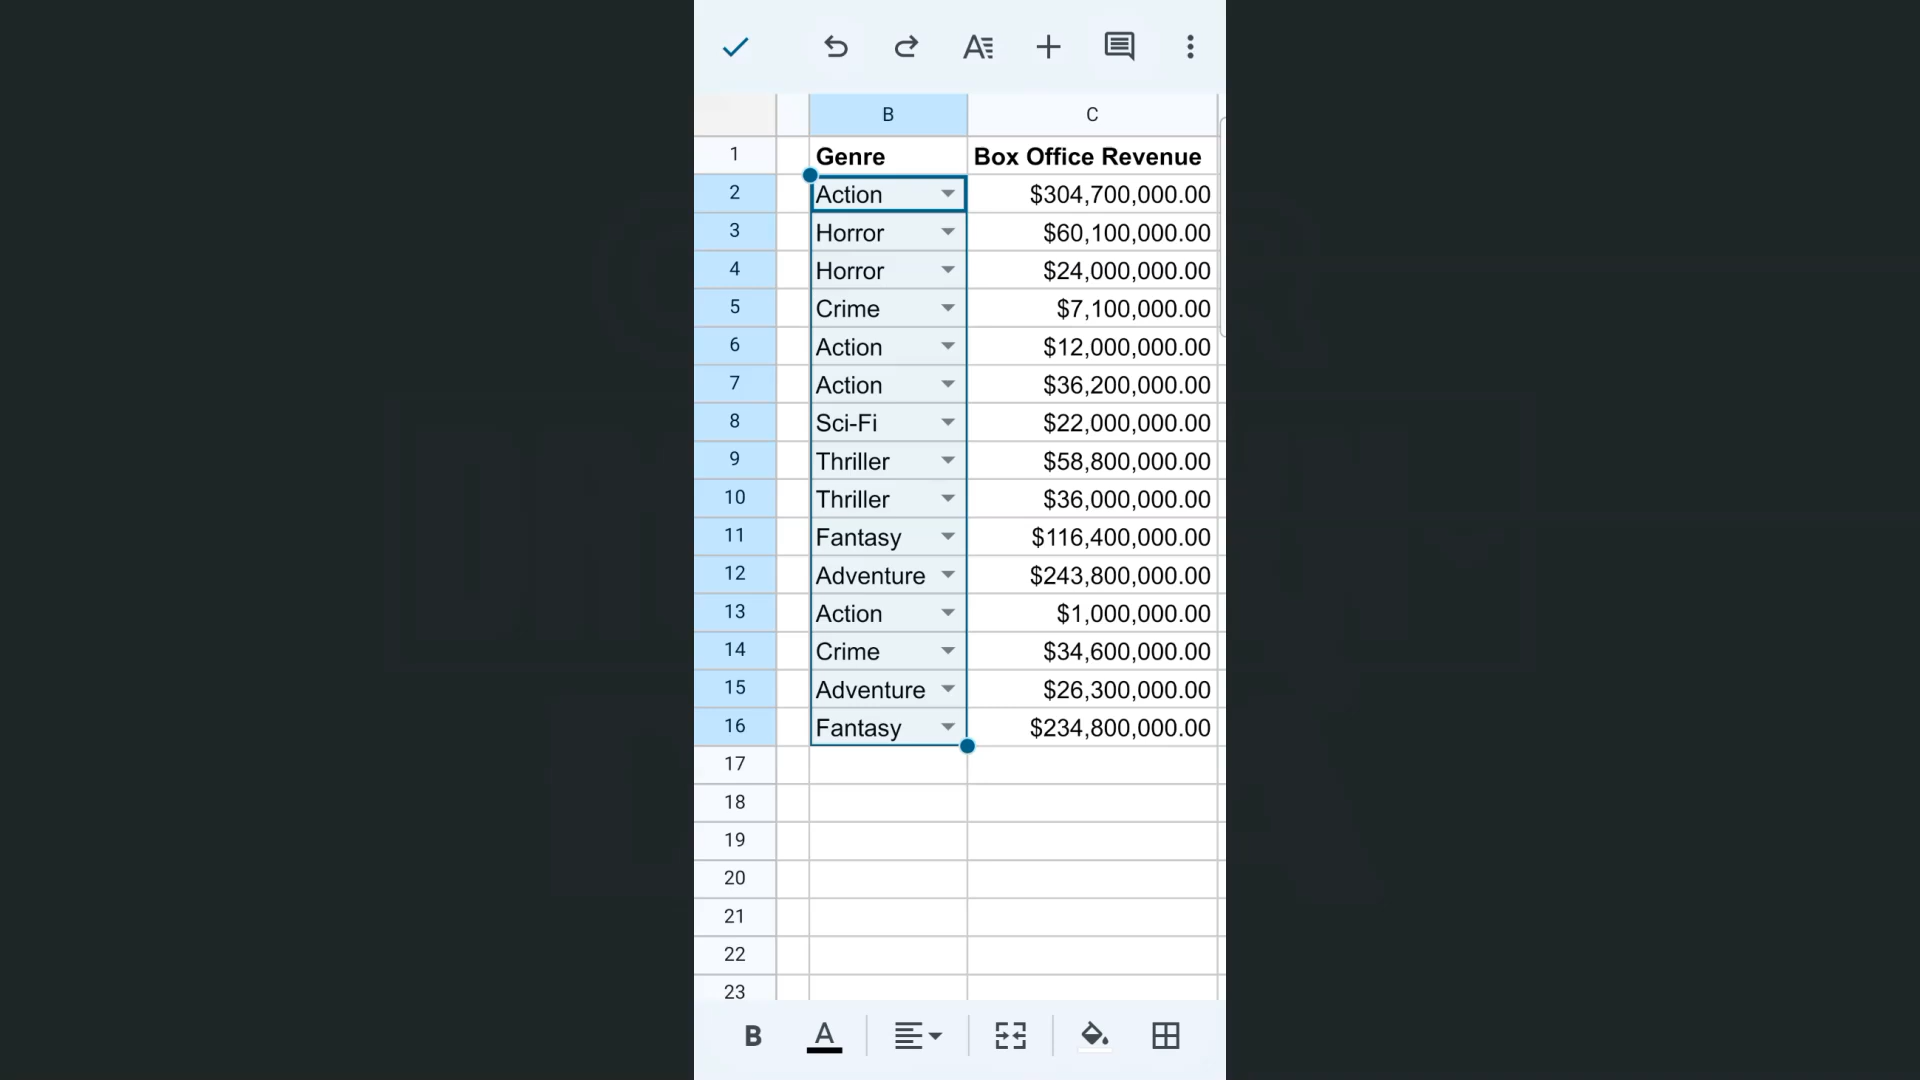 B C
1 Genre Box Office Revenue
2 Action $304,700,000.00
3 Horror $60,100,000.00
4 Horror $24,000,000.00
5 Crime $7,100,000.00
6 Action $12,000,000.00
7 Action $36,200,000.00
8 Sci-Fi $22,000,000.00
9 Thriller $58,800,000.00
10 Thriller $36,000,000.00
11 Fantasy $116,400,000.00
12 Adventure $243,800,000.00
13 Action $1,000,000.00
14 Crime $34,600,000.00
15 Adventure $26,300,000.00
16 Fantasy $234,800,000.00
17
18
19
20
21
22
23
B A